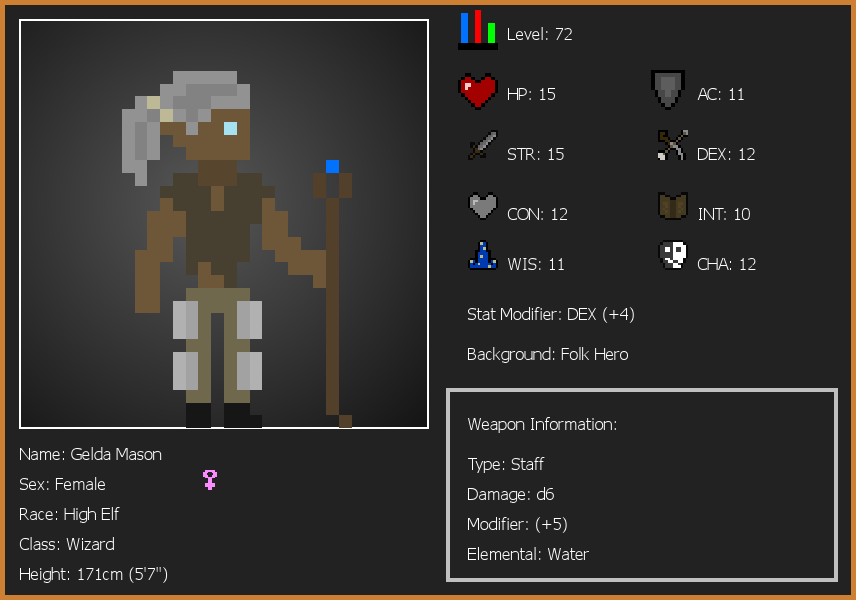 Level: 72
HP: 15
AC: 11
STR: 15
DEX: 12
CON: 12
INT: 10
WIS: 11
CHA: 12
Stat Modifier: DEX (+4)
Background: Folk Hero
Weapon Information:
Type: Staff
Damage: d6
Modifier: (+5)
Elemental: Water
Name: Gelda Mason
Sex: Female
Race: High Elf
Class: Wizard
Height: 171cm (5'7")